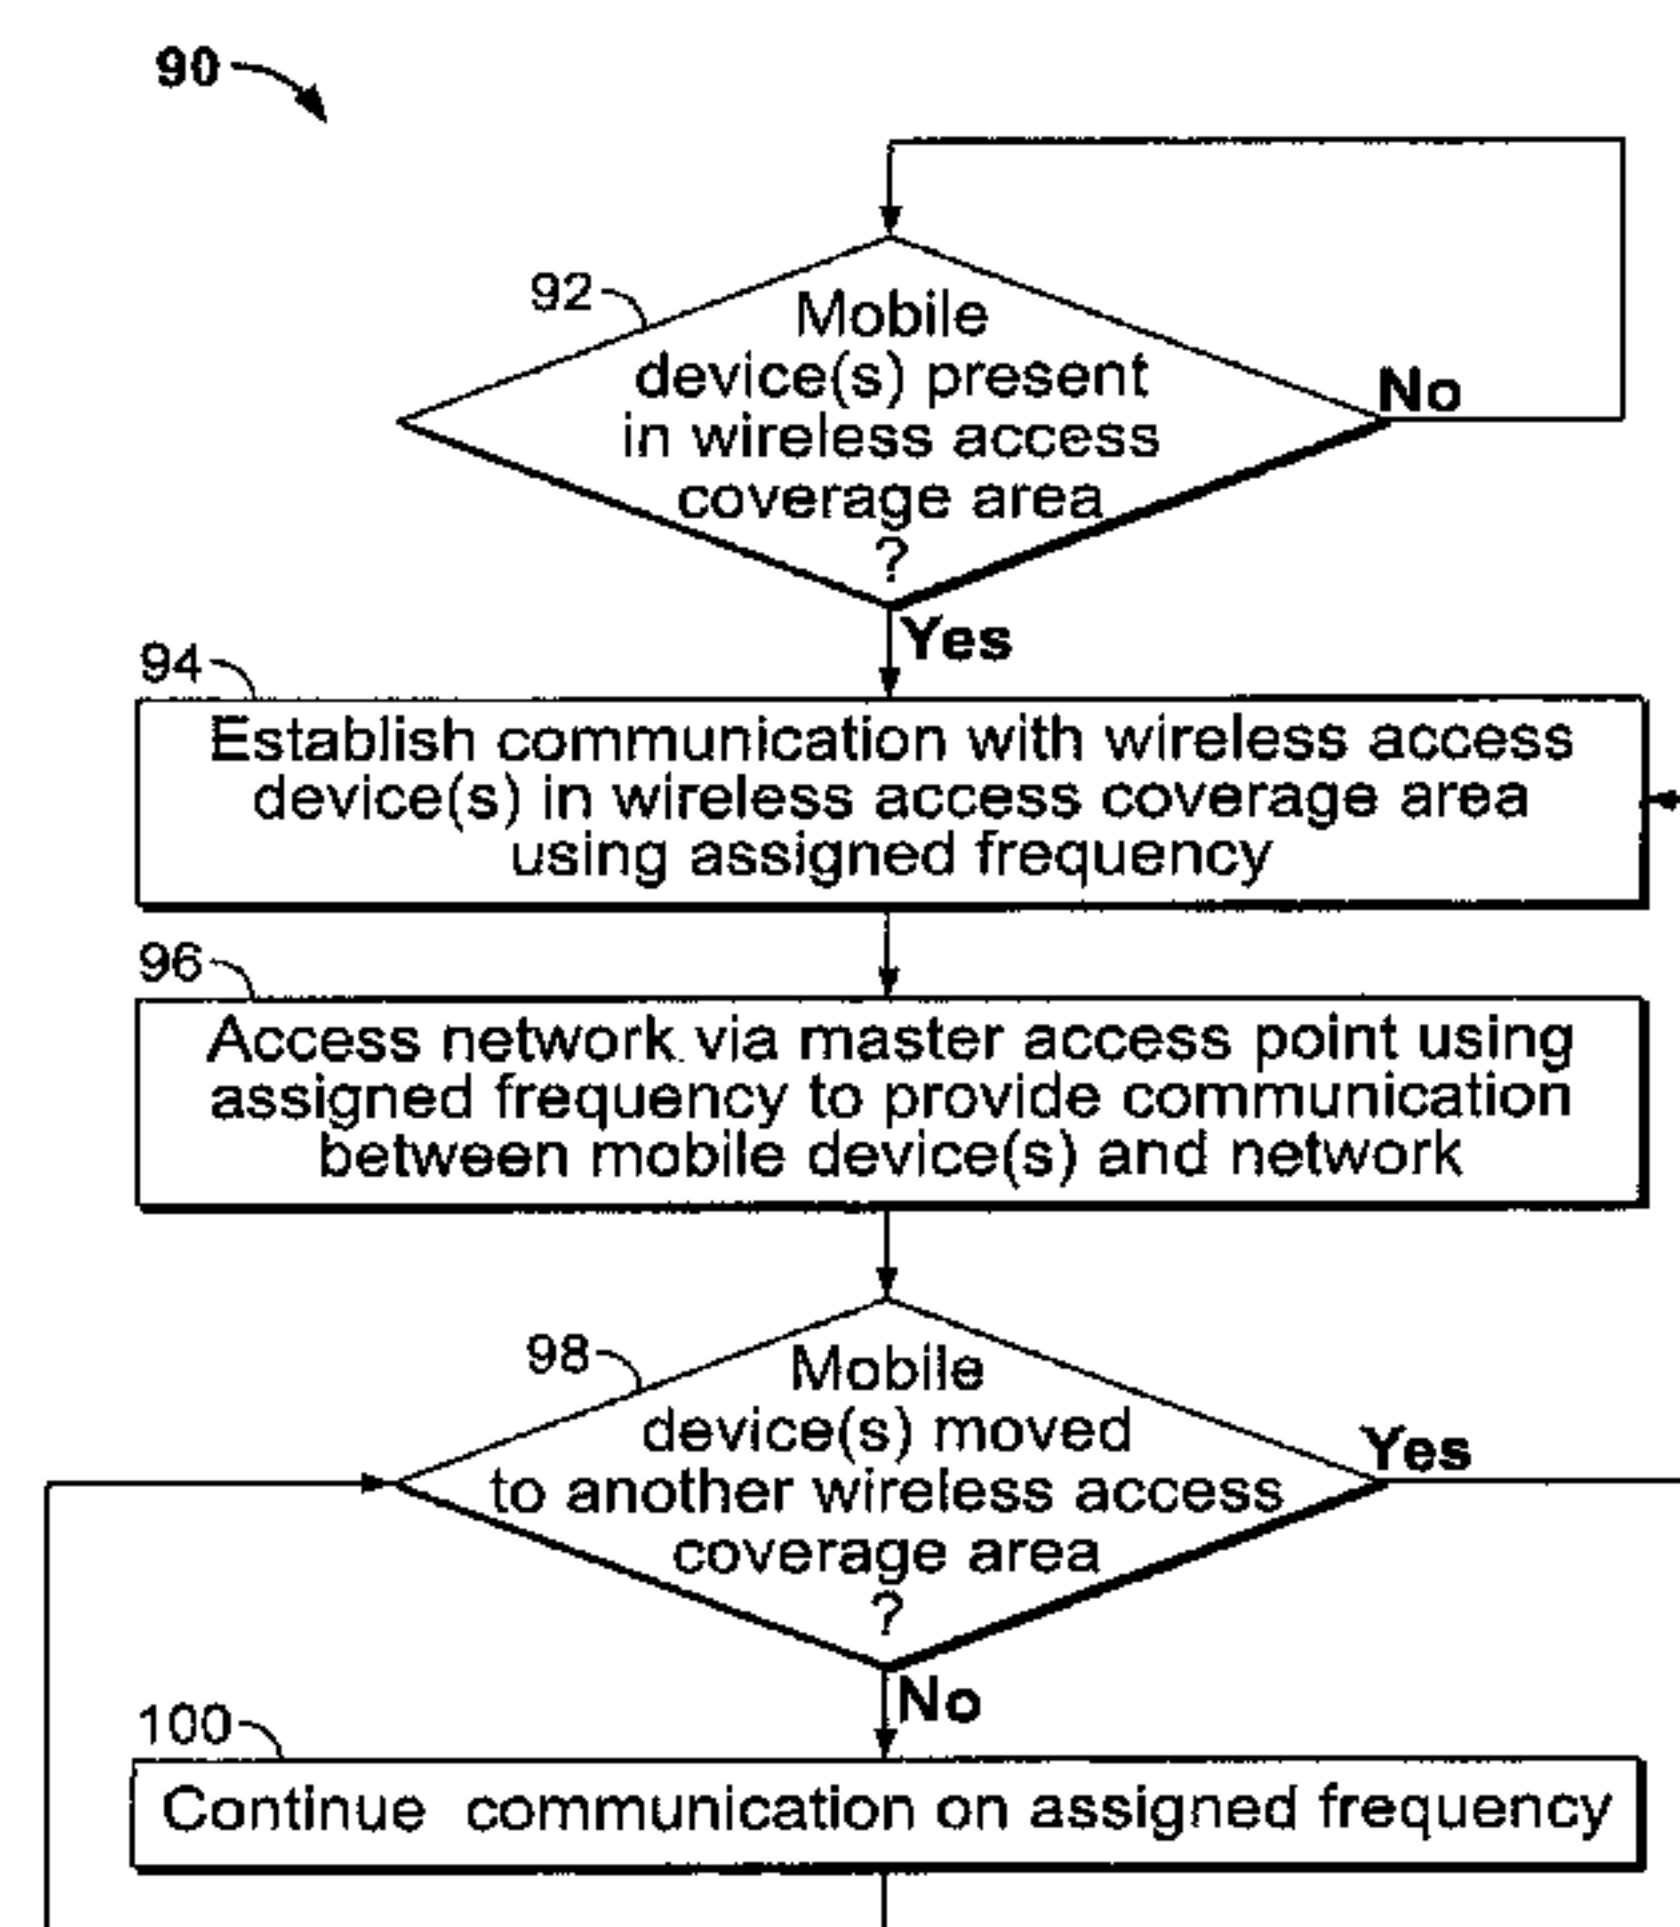 90
92
Mobile
device(s) present
in wireless access
coverage area
?
No
Yes
94
Establish communication with wireless access
device(s) in wireless access coverage area
using assigned frequency
96
Access network via master access point using
assigned frequency to provide communication
between mobile device(s) and network
98
Mobile
device(s) moved
to another wireless access
coverage area
?
Yes
No
100
Continue communication on assigned frequency